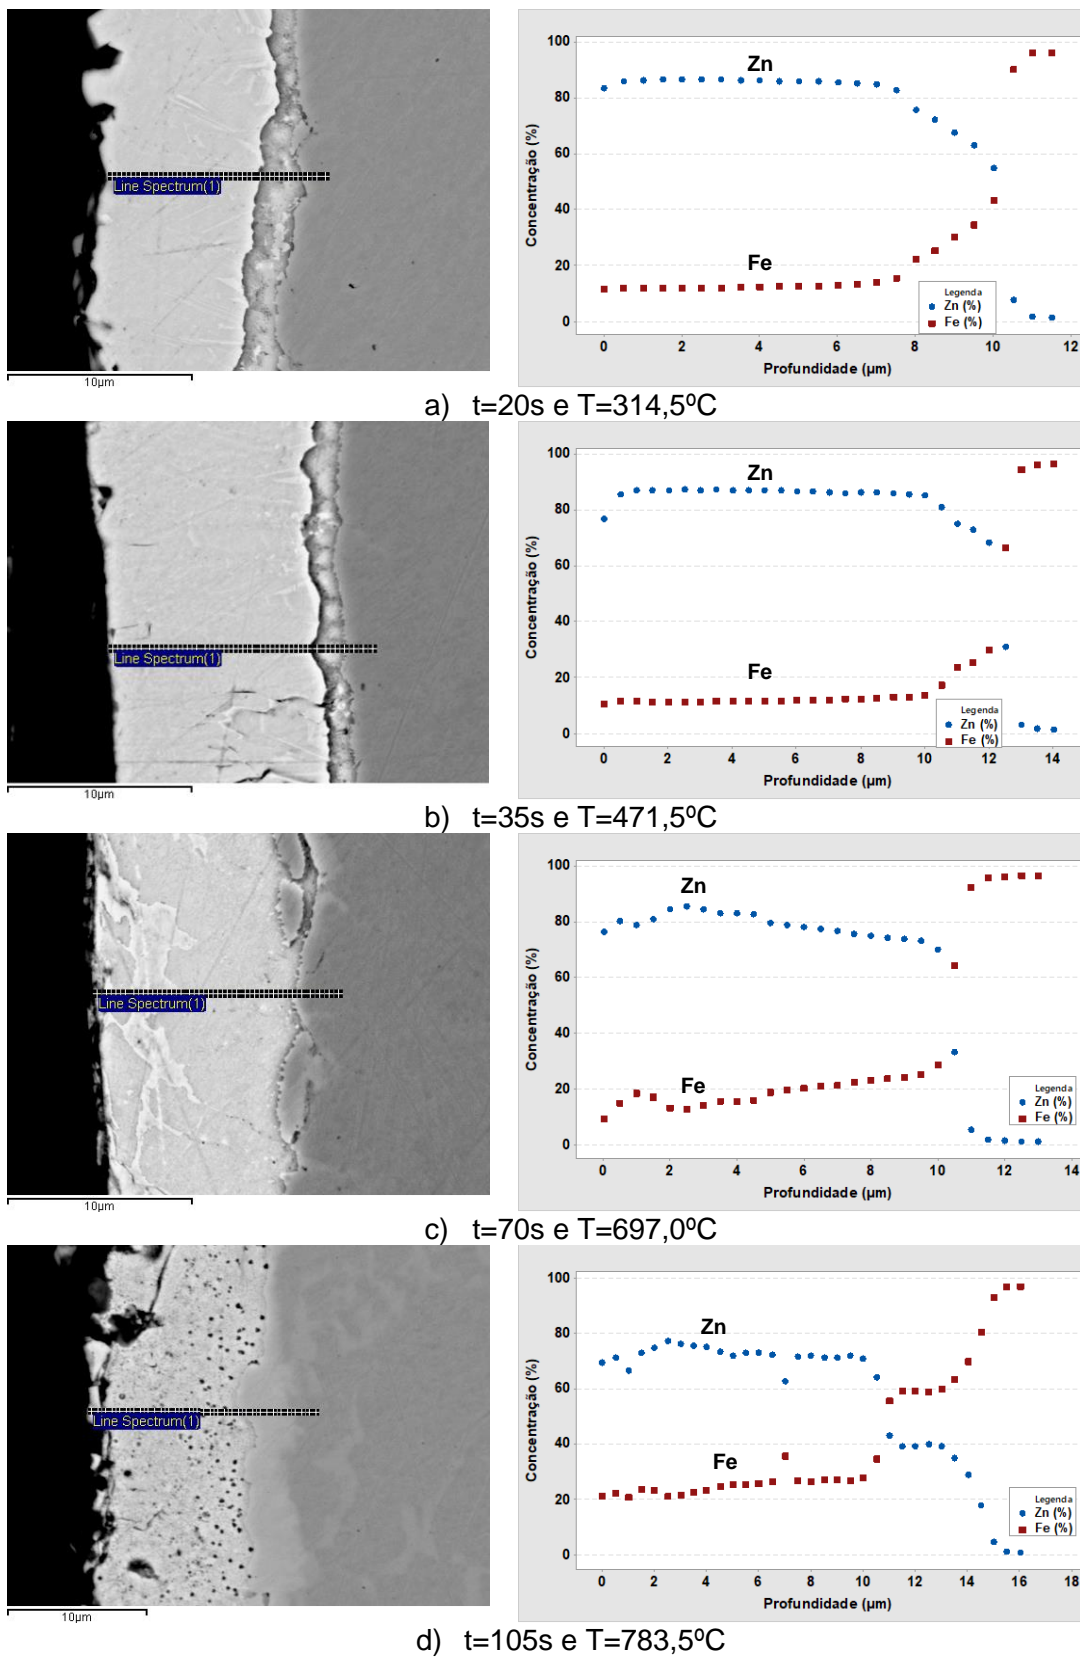 Line Spectrum(1)
10µm
Concentração (%)
100
80
60
40
20
0
Zn
Fe
Legenda
Zn (%)
Fe (%)
0 2 4 6 8 10 12
Profundidade (µm)
a) t=20s e T=314,5ºC
Line Spectrum(1)
10µm
Concentração (%)
100
80
60
40
20
0
Zn
Fe
Legenda
Zn (%)
Fe (%)
0 2 4 6 8 10 12 14
Profundidade (µm)
b) t=35s e T=471,5ºC
Line Spectrum(1)
10µm
Concentração (%)
100
80
60
40
20
0
Zn
Fe
Legenda
Zn (%)
Fe (%)
0 2 4 6 8 10 12 14
Profundidade (µm)
c) t=70s e T=697,0ºC
Line Spectrum(1)
10µm
Concentração (%)
100
80
60
40
20
0
Zn
Fe
Legenda
Zn (%)
Fe (%)
0 2 4 6 8 10 12 14 16 18
Profundidade (µm)
d) t=105s e T=783,5ºC